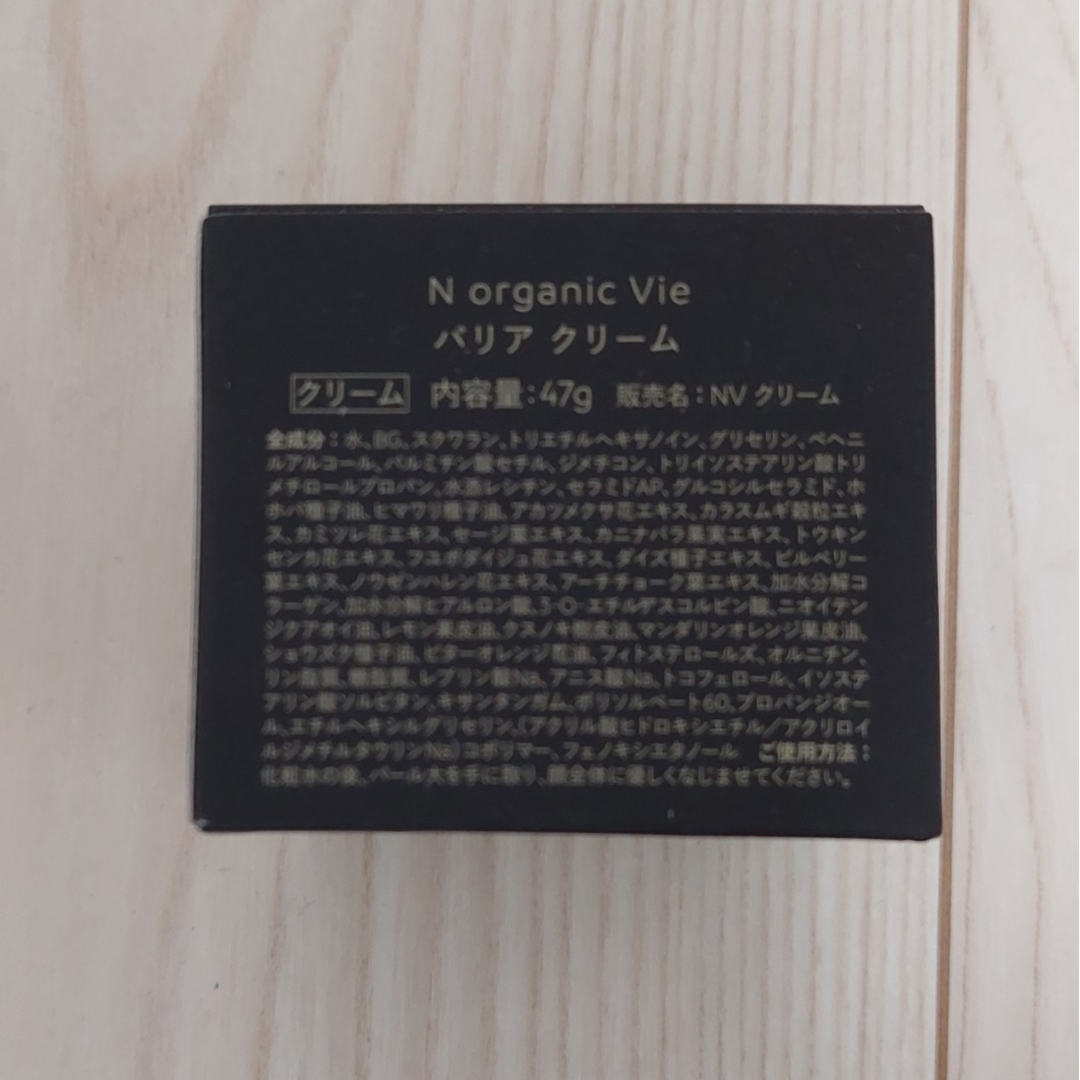 N organic Vie
バリア クリーム
クリーム 内容量:47g 販売名:NV クリーム
全成分:水、BG、スクワラン、トリエチルヘキサノイン、グリセリン、ベヘニ
ルアルコール、パルミチン酸セチル、ジメチコン、トリイソステアリン酸トリ
メチロールプロパン、水添レシチン、セラミドAP、グルコシルセラミド、ホ
ホバ種子油、ヒマワリ種子油、アカツメクサ花エキス、カラスムギ穀粒エキ
ス、カミツレ花エキス、セージ葉エキス、カニナバラ果実エキス、トウキン
センカ花エキス、フユボダイジュ花エキス、ダイズ種子エキス、ビルベリー
葉エキス、ノウゼンハレン花エキス、アーチチョーク葉エキス、加水分解コ
ラーゲン、加水分解ヒアルロン酸、3-O-エチルアスコルビン酸、ニオイテン
ジクアオイ油、レモン果皮油、クスノキ樹皮油、マンダリンオレンジ果皮油、
ショウズク種子油、ビターオレンジ花油、フィトステロールズ、オルニチン、
レブリン酸Na、アニス酸Na、トコフェロール、イソステ
アリン酸ソルビタン、キサンタンガム、ポリソルベート60、プロパンジオー
ル、エチルヘキシルグリセリン、(アクリル酸ヒドロキシエチル/アクリロイ
ルジメチルタウリンNa)コポリマー、フェノキシエタノール ご使用方法:
化粧水の後、パール大を手に取り、顔全体に優しくなじませてください。